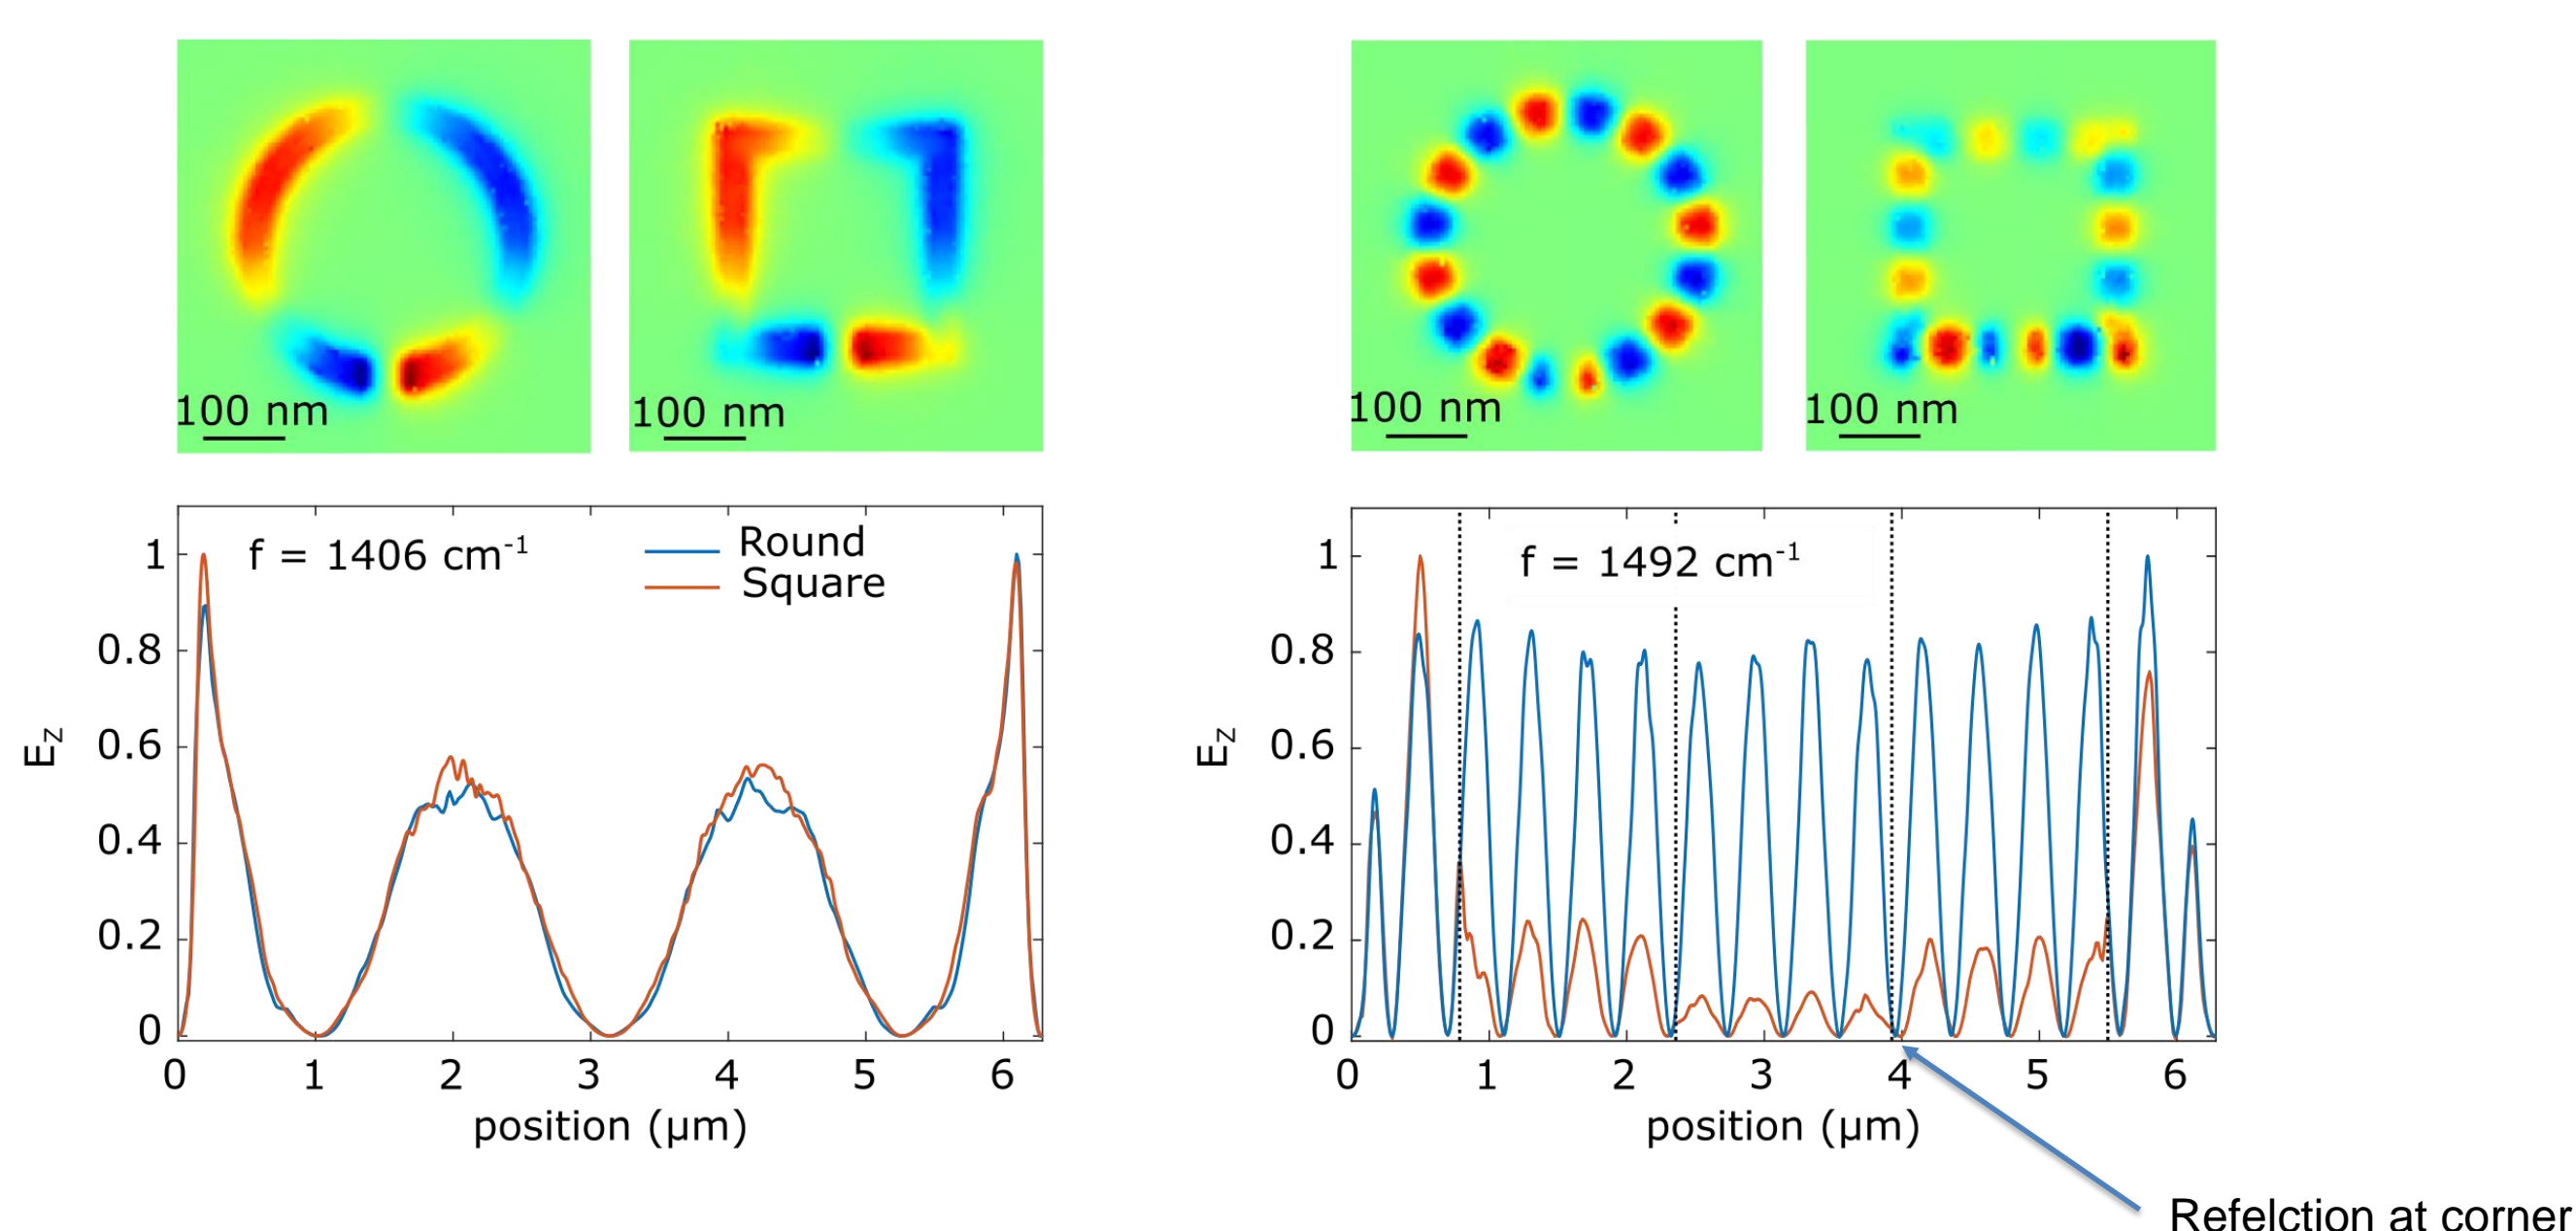 100 nm
100 nm
100 nm
100 nm
f = 1406 cm⁻¹
Round
Square
1
0.8
0.6
0.4
0.2
0
E_z
0 1 2 3 4 5 6
position (μm)
f = 1492 cm⁻¹
1
0.8
0.6
0.4
0.2
0
E_z
0 1 2 3 4 5 6
position (μm)
Refelction at corner